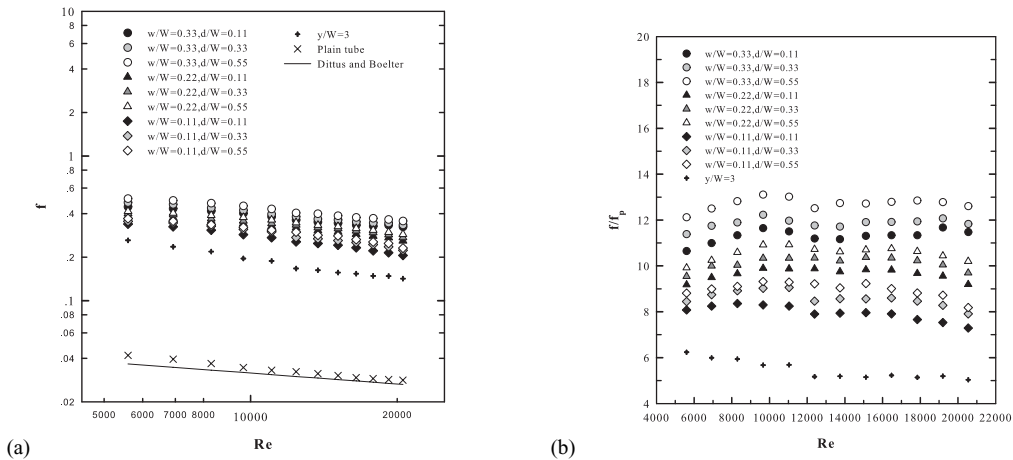 10
8
6
4
2
1
.8
.6
.4
.2
.1
.08
.06
.04
.02
f
w/W=0.33,d/W=0.11
w/W=0.33,d/W=0.33
w/W=0.33,d/W=0.55
w/W=0.22,d/W=0.11
w/W=0.22,d/W=0.33
w/W=0.22,d/W=0.55
w/W=0.11,d/W=0.11
w/W=0.11,d/W=0.33
w/W=0.11,d/W=0.55
y/W=3
Plain tube
Dittus and Boelter
5000 6000 7000 8000 10000 20000
Re
(a)
20
18
16
14
12
10
8
6
4
f/fp
w/W=0.33,d/W=0.11
w/W=0.33,d/W=0.33
w/W=0.33,d/W=0.55
w/W=0.22,d/W=0.11
w/W=0.22,d/W=0.33
w/W=0.22,d/W=0.55
w/W=0.11,d/W=0.11
w/W=0.11,d/W=0.33
w/W=0.11,d/W=0.55
y/W=3
4000 6000 8000 10000 12000 14000 16000 18000 20000 22000
Re
(b)